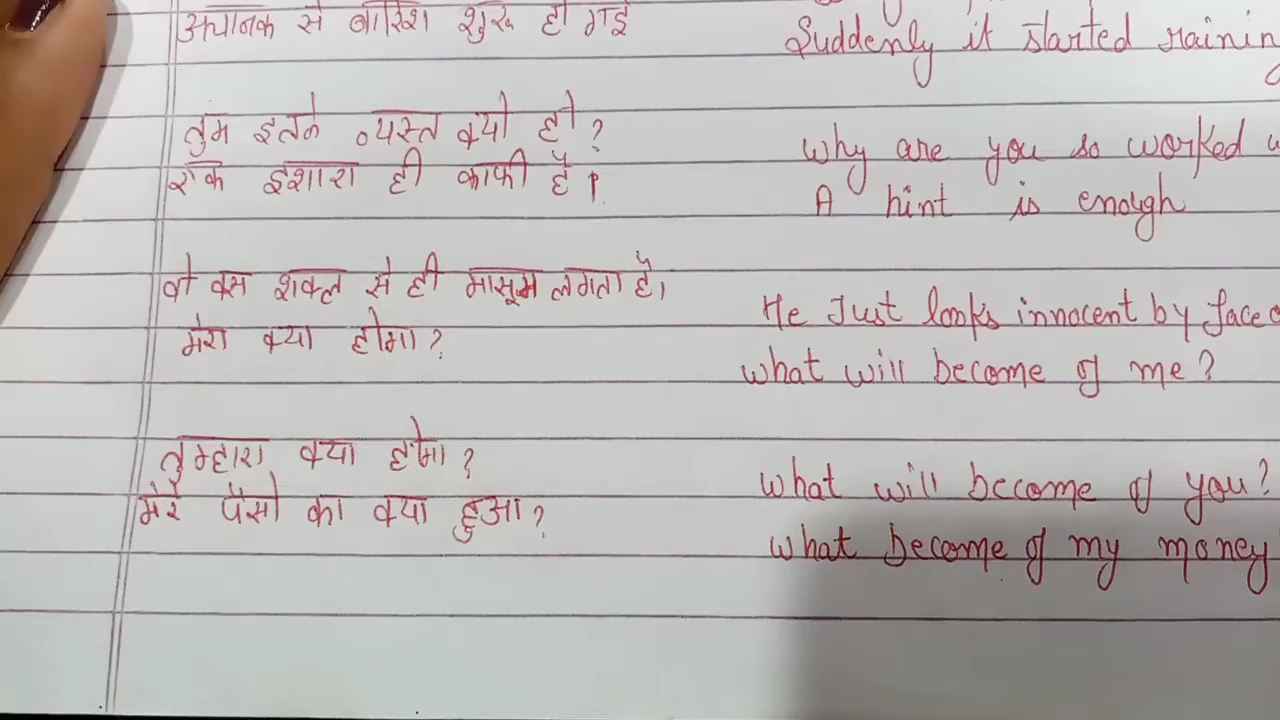 अचानक से बारिश शुरू हो गई
Suddenly it started raining
तुम इतने व्यस्त क्यो हो ?
Why are you so worked
एक इशारा ही काफी है।
A hint is enough
वो बस शक्ल से ही मासूम लगता है।
He Just looks innocent by face
मेरा क्या होगा ?
what will become of me ?
तुम्हारा क्या होगा ?
what will become of you ?
मेरे पैसो का क्या हुआ ?
what become of my money